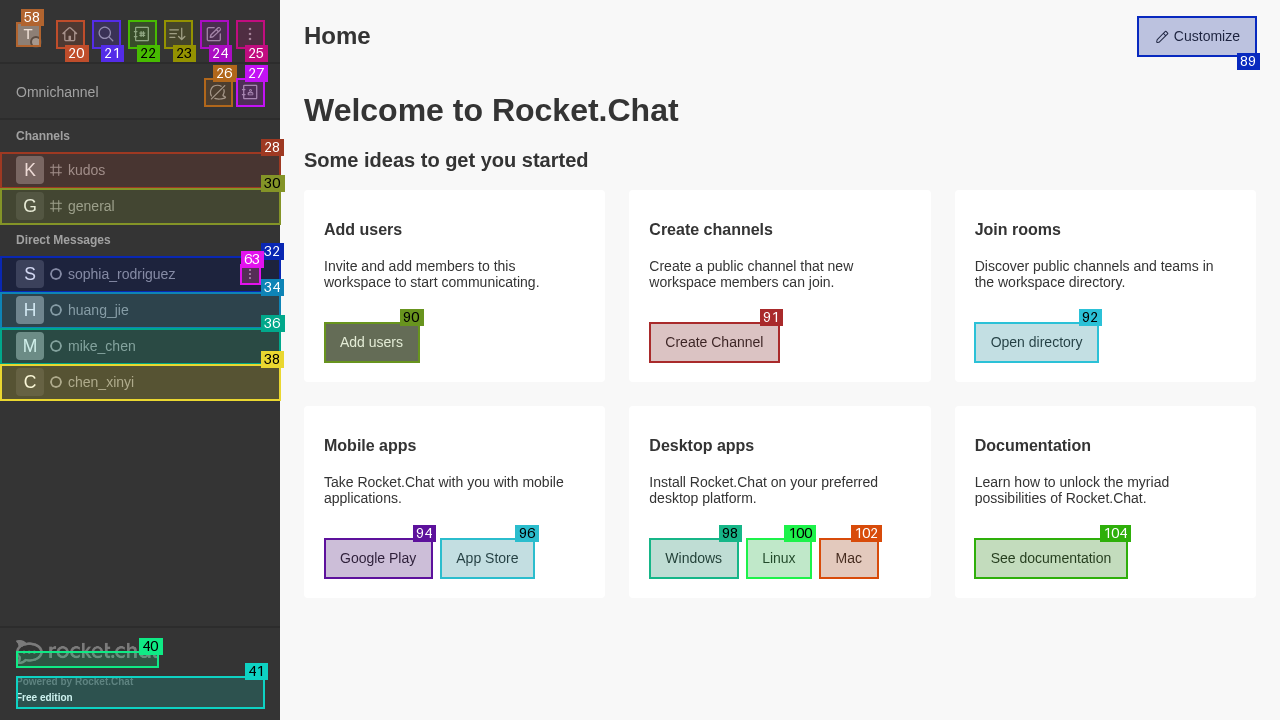 58
T
20
21
22
23
24
25
Omnichannel
26
27
Channels
28
K kudos
30
G general
Direct Messages
32
S sophia_rodriguez
63
34
H huang_jie
36
M mike_chen
38
C chen_xinyi
40
rocket.chat
41
Powered by Rocket.Chat
Free edition
Home
Customize
89
Welcome to Rocket.Chat
Some ideas to get you started
Add users
Invite and add members to this
workspace to start communicating.
90
Add users
Create channels
Create a public channel that new
workspace members can join.
91
Create Channel
Join rooms
Discover public channels and teams in
the workspace directory.
92
Open directory
Mobile apps
Take Rocket.Chat with you with mobile
applications.
94
Google Play
96
App Store
Desktop apps
Install Rocket.Chat on your preferred
desktop platform.
98
Windows
100
Linux
102
Mac
Documentation
Learn how to unlock the myriad
possibilities of Rocket.Chat.
104
See documentation